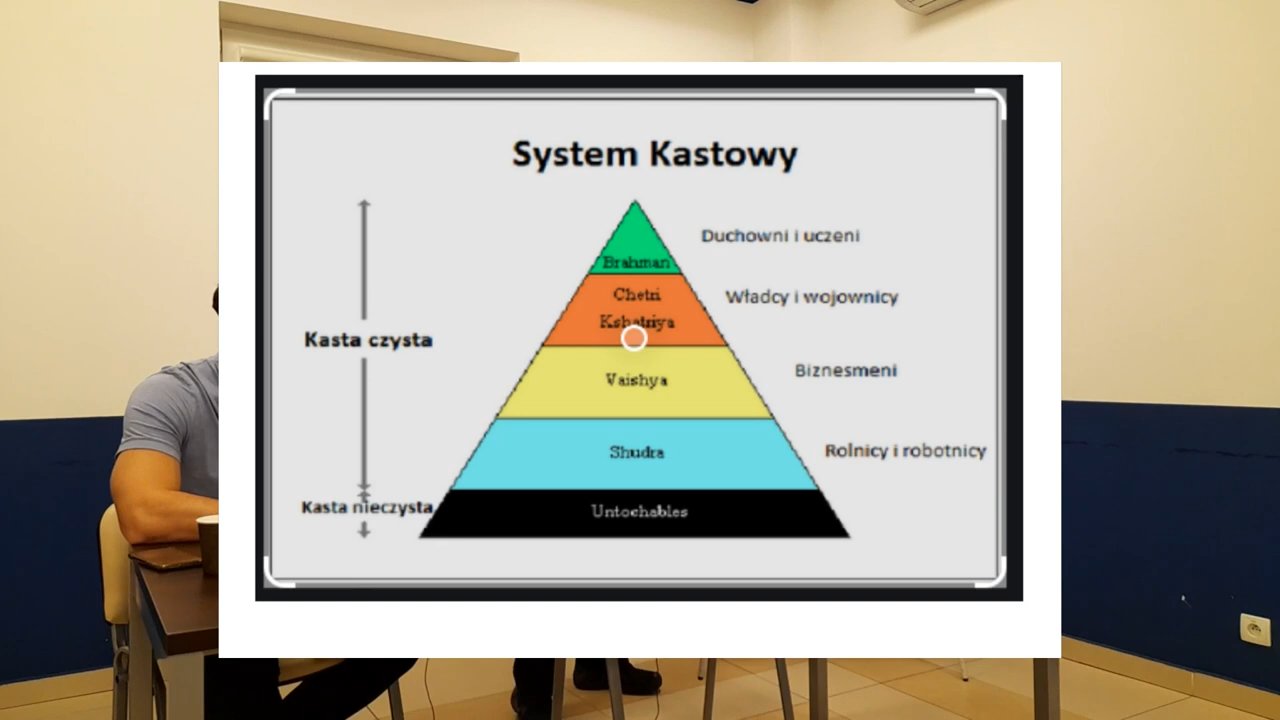 System Kastowy
Duchowni i uczeni
Brahman
Chetri
Kshatriya
Władcy i wojownicy
Kasta czysta
Vaishya
Biznesmeni
Shudra
Rolnicy i robotnicy
Kasta nieczysta
Untochables